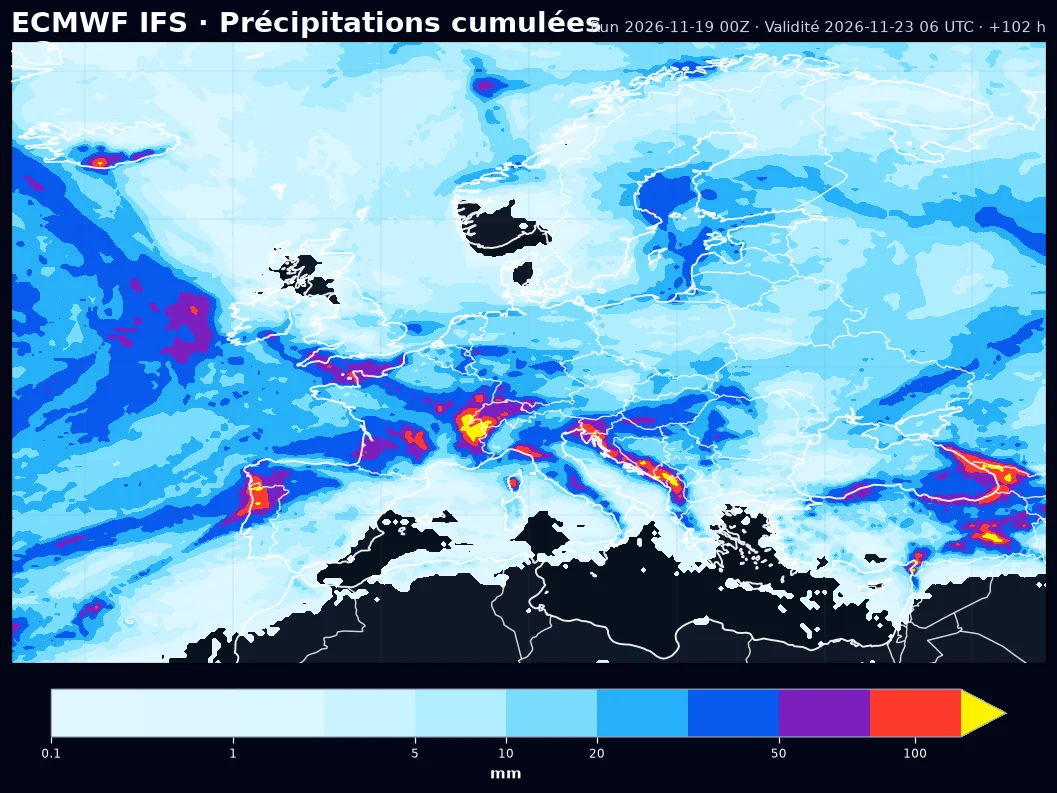 ECMWF IFS · Précipitations cumulées
Run 2026-11-19 00Z · Validité 2026-11-23 06 UTC · +102 h
0.1 1 5 10 20 50 100
mm